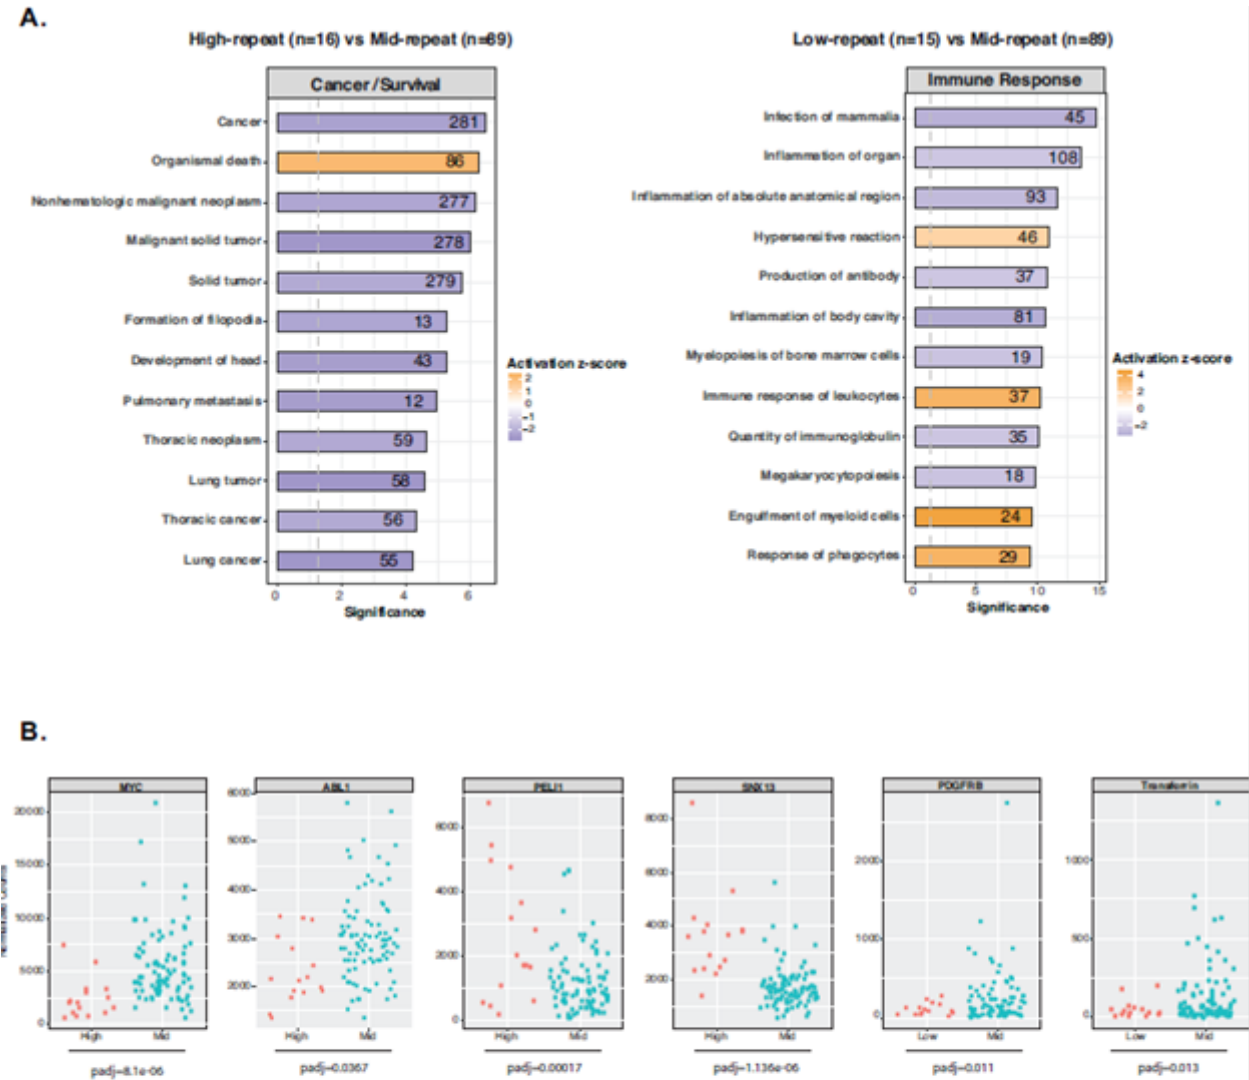 A.
High-repeat (n=16) vs Mid-repeat (n=89)
Cancer/Survival
Cancer 281
Organismal death 86
Nonhematologic malignant neoplasm 277
Malignant solid tumor 278
Solid tumor 279
Formation of filopodia 13
Development of head 43
Pulmonary metastasis 12
Thoracic neoplasm 59
Lung tumor 58
Thoracic cancer 56
Lung cancer 55
0 2 4 6
Significance
Activation z-score
2
1
0
-1
-2
Low-repeat (n=15) vs Mid-repeat (n=89)
Immune Response
Infection of mammalia 45
Inflammation of organ 108
Inflammation of absolute anatomical region 93
Hypersensitive reaction 46
Production of antibody 37
Inflammation of body cavity 81
Myelopoiesis of bone marrow cells 19
Immune response of leukocytes 37
Quantity of immunoglobulin 35
Megakaryocytopoiesis 18
Engulfment of myeloid cells 24
Response of phagocytes 29
0 5 10 15
Significance
Activation z-score
4
2
0
-2
B.
MYC
20000
15000
10000
5000
0
High Mid
padj=8.1e-06
ABL1
6000
5000
4000
3000
2000
High Mid
padj=0.0367
PELI1
6000
4000
2000
0
High Mid
padj=0.00017
SNX13
8000
6000
4000
2000
High Mid
padj=1.136e-06
PDGFRB
2000
1000
0
Low Mid
padj=0.011
Transferrin
1000
500
0
Low Mid
padj=0.013